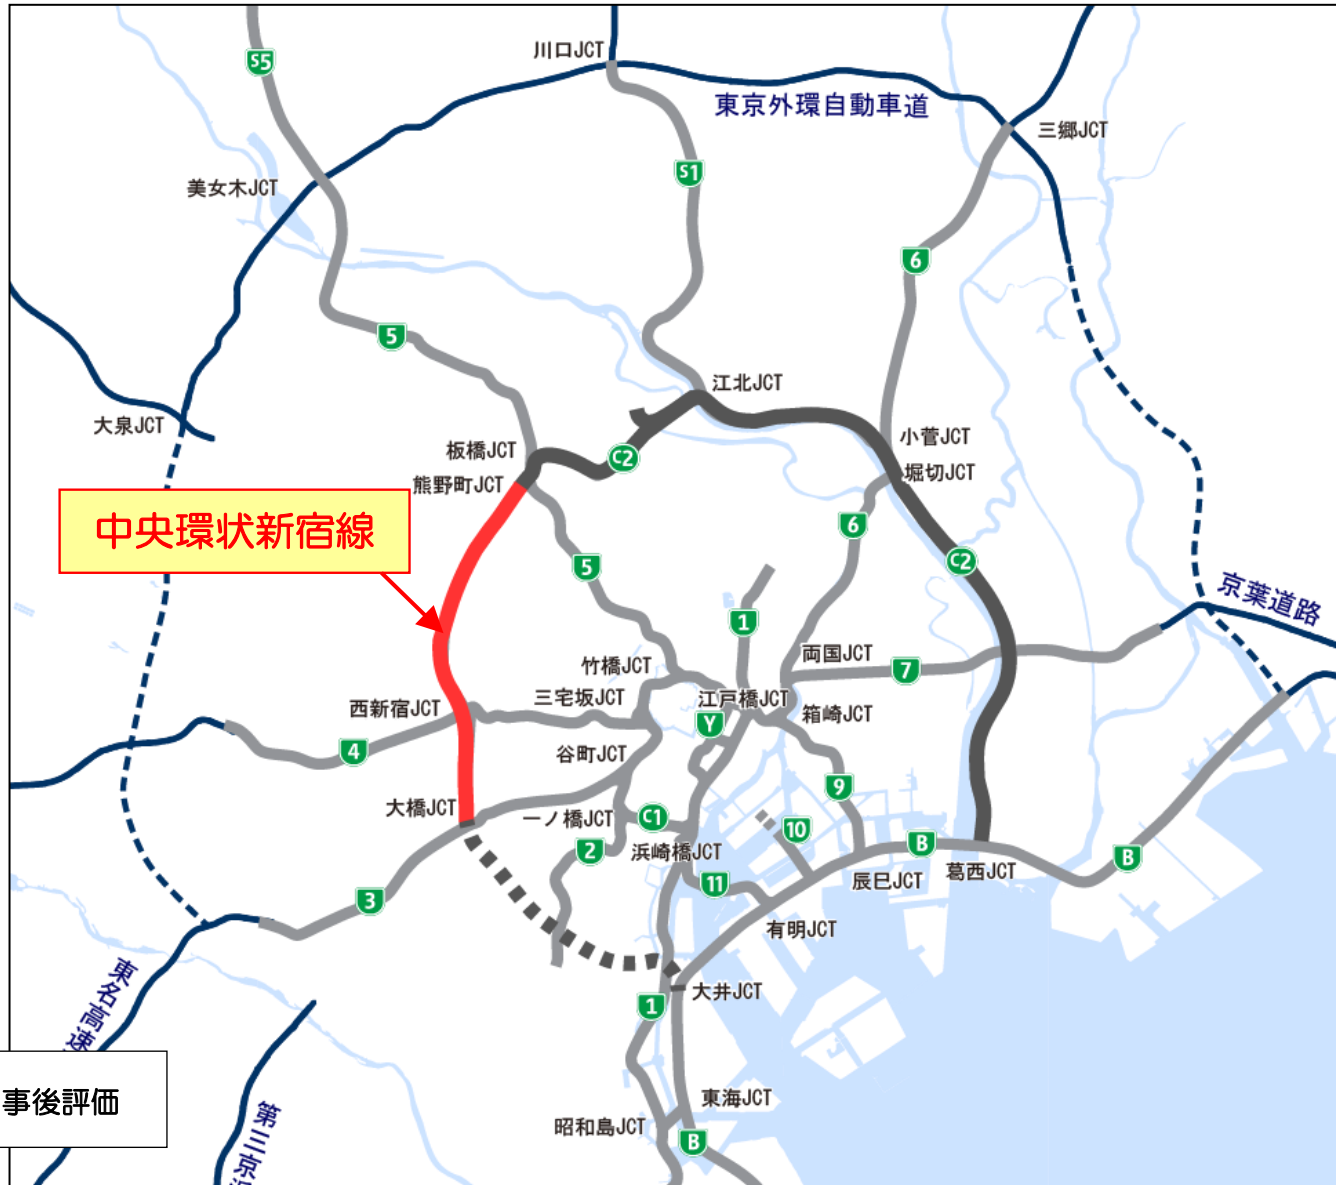 川口JCT
S5
東京外環自動車道
三郷JCT
S1
美女木JCT
6
5
江北JCT
大泉JCT
小菅JCT
板橋JCT
C2
堀切JCT
熊野町JCT
中央環状新宿線
6
C2
5
京葉道路
1
両国JCT
竹橋JCT
7
三宅坂JCT
江戸橋JCT
西新宿JCT
箱崎JCT
Y
4
谷町JCT
9
大橋JCT
一ノ橋JCT
C1
10
2
浜崎橋JCT
B
B
11
辰巳JCT
葛西JCT
3
有明JCT
東名高速
大井JCT
1
事後評価
東海JCT
第三京
昭和島JCT
B